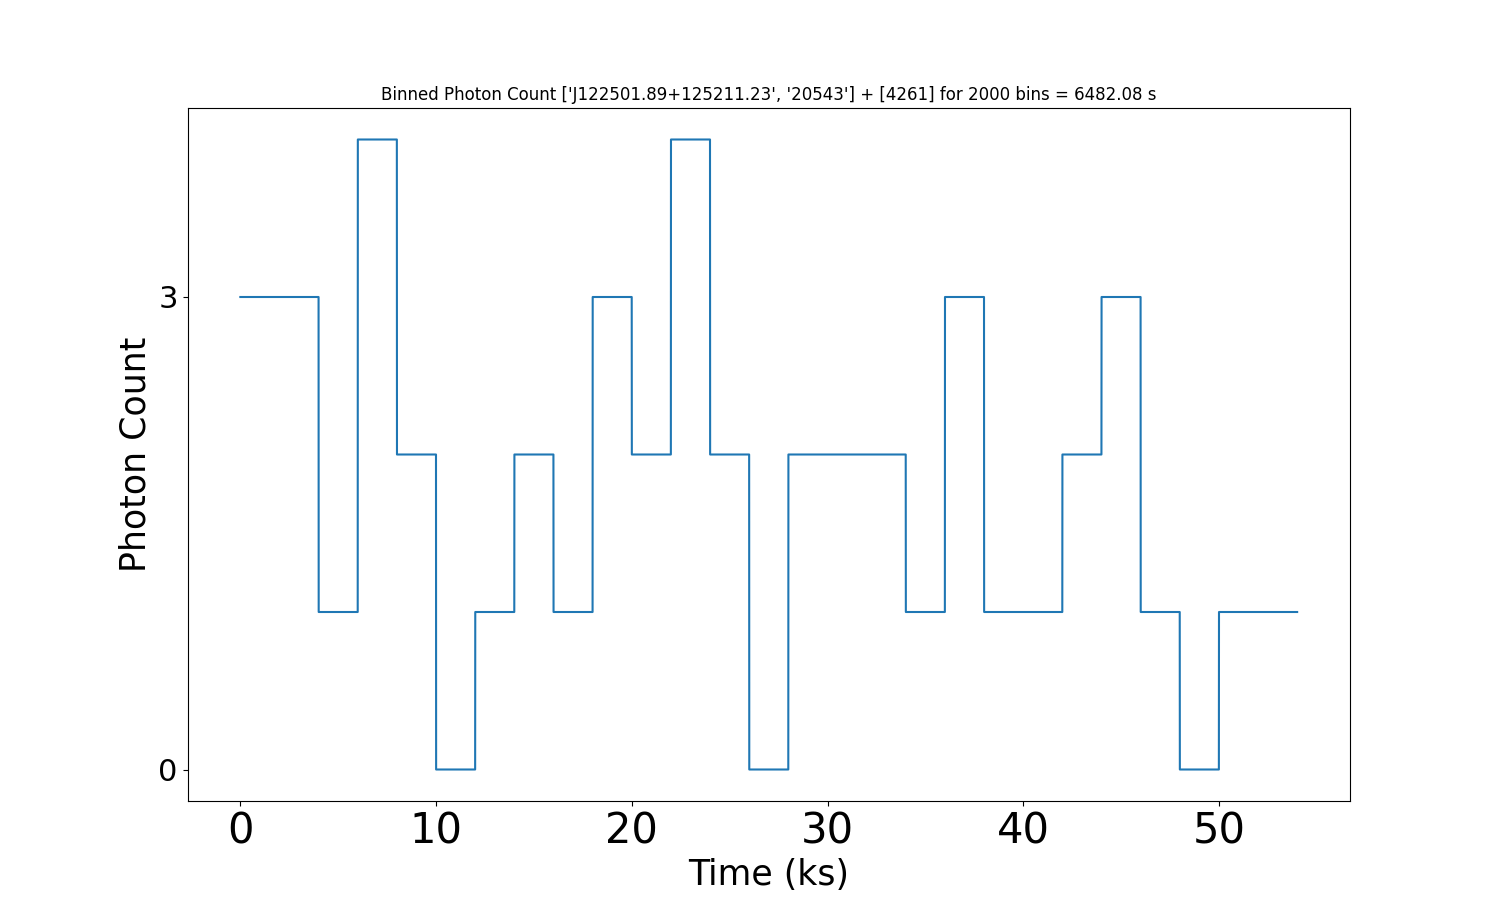 Binned Photon Count ['J122501.89+125211.23', '20543'] + [4261] for 2000 bins = 6482.08 s
3
Photon Count
0
0 10 20 30 40 50
Time (ks)